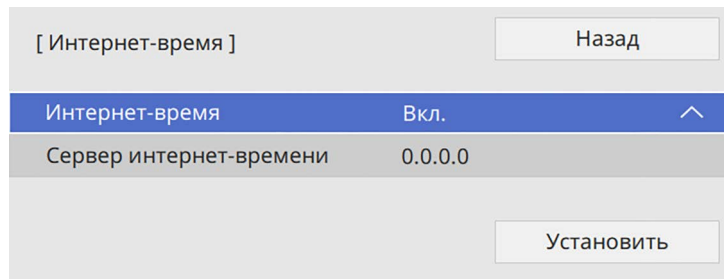 [ Интернет-время ]
Назад
Интернет-время Вкл.
Сервер интернет-времени 0.0.0.0
Установить